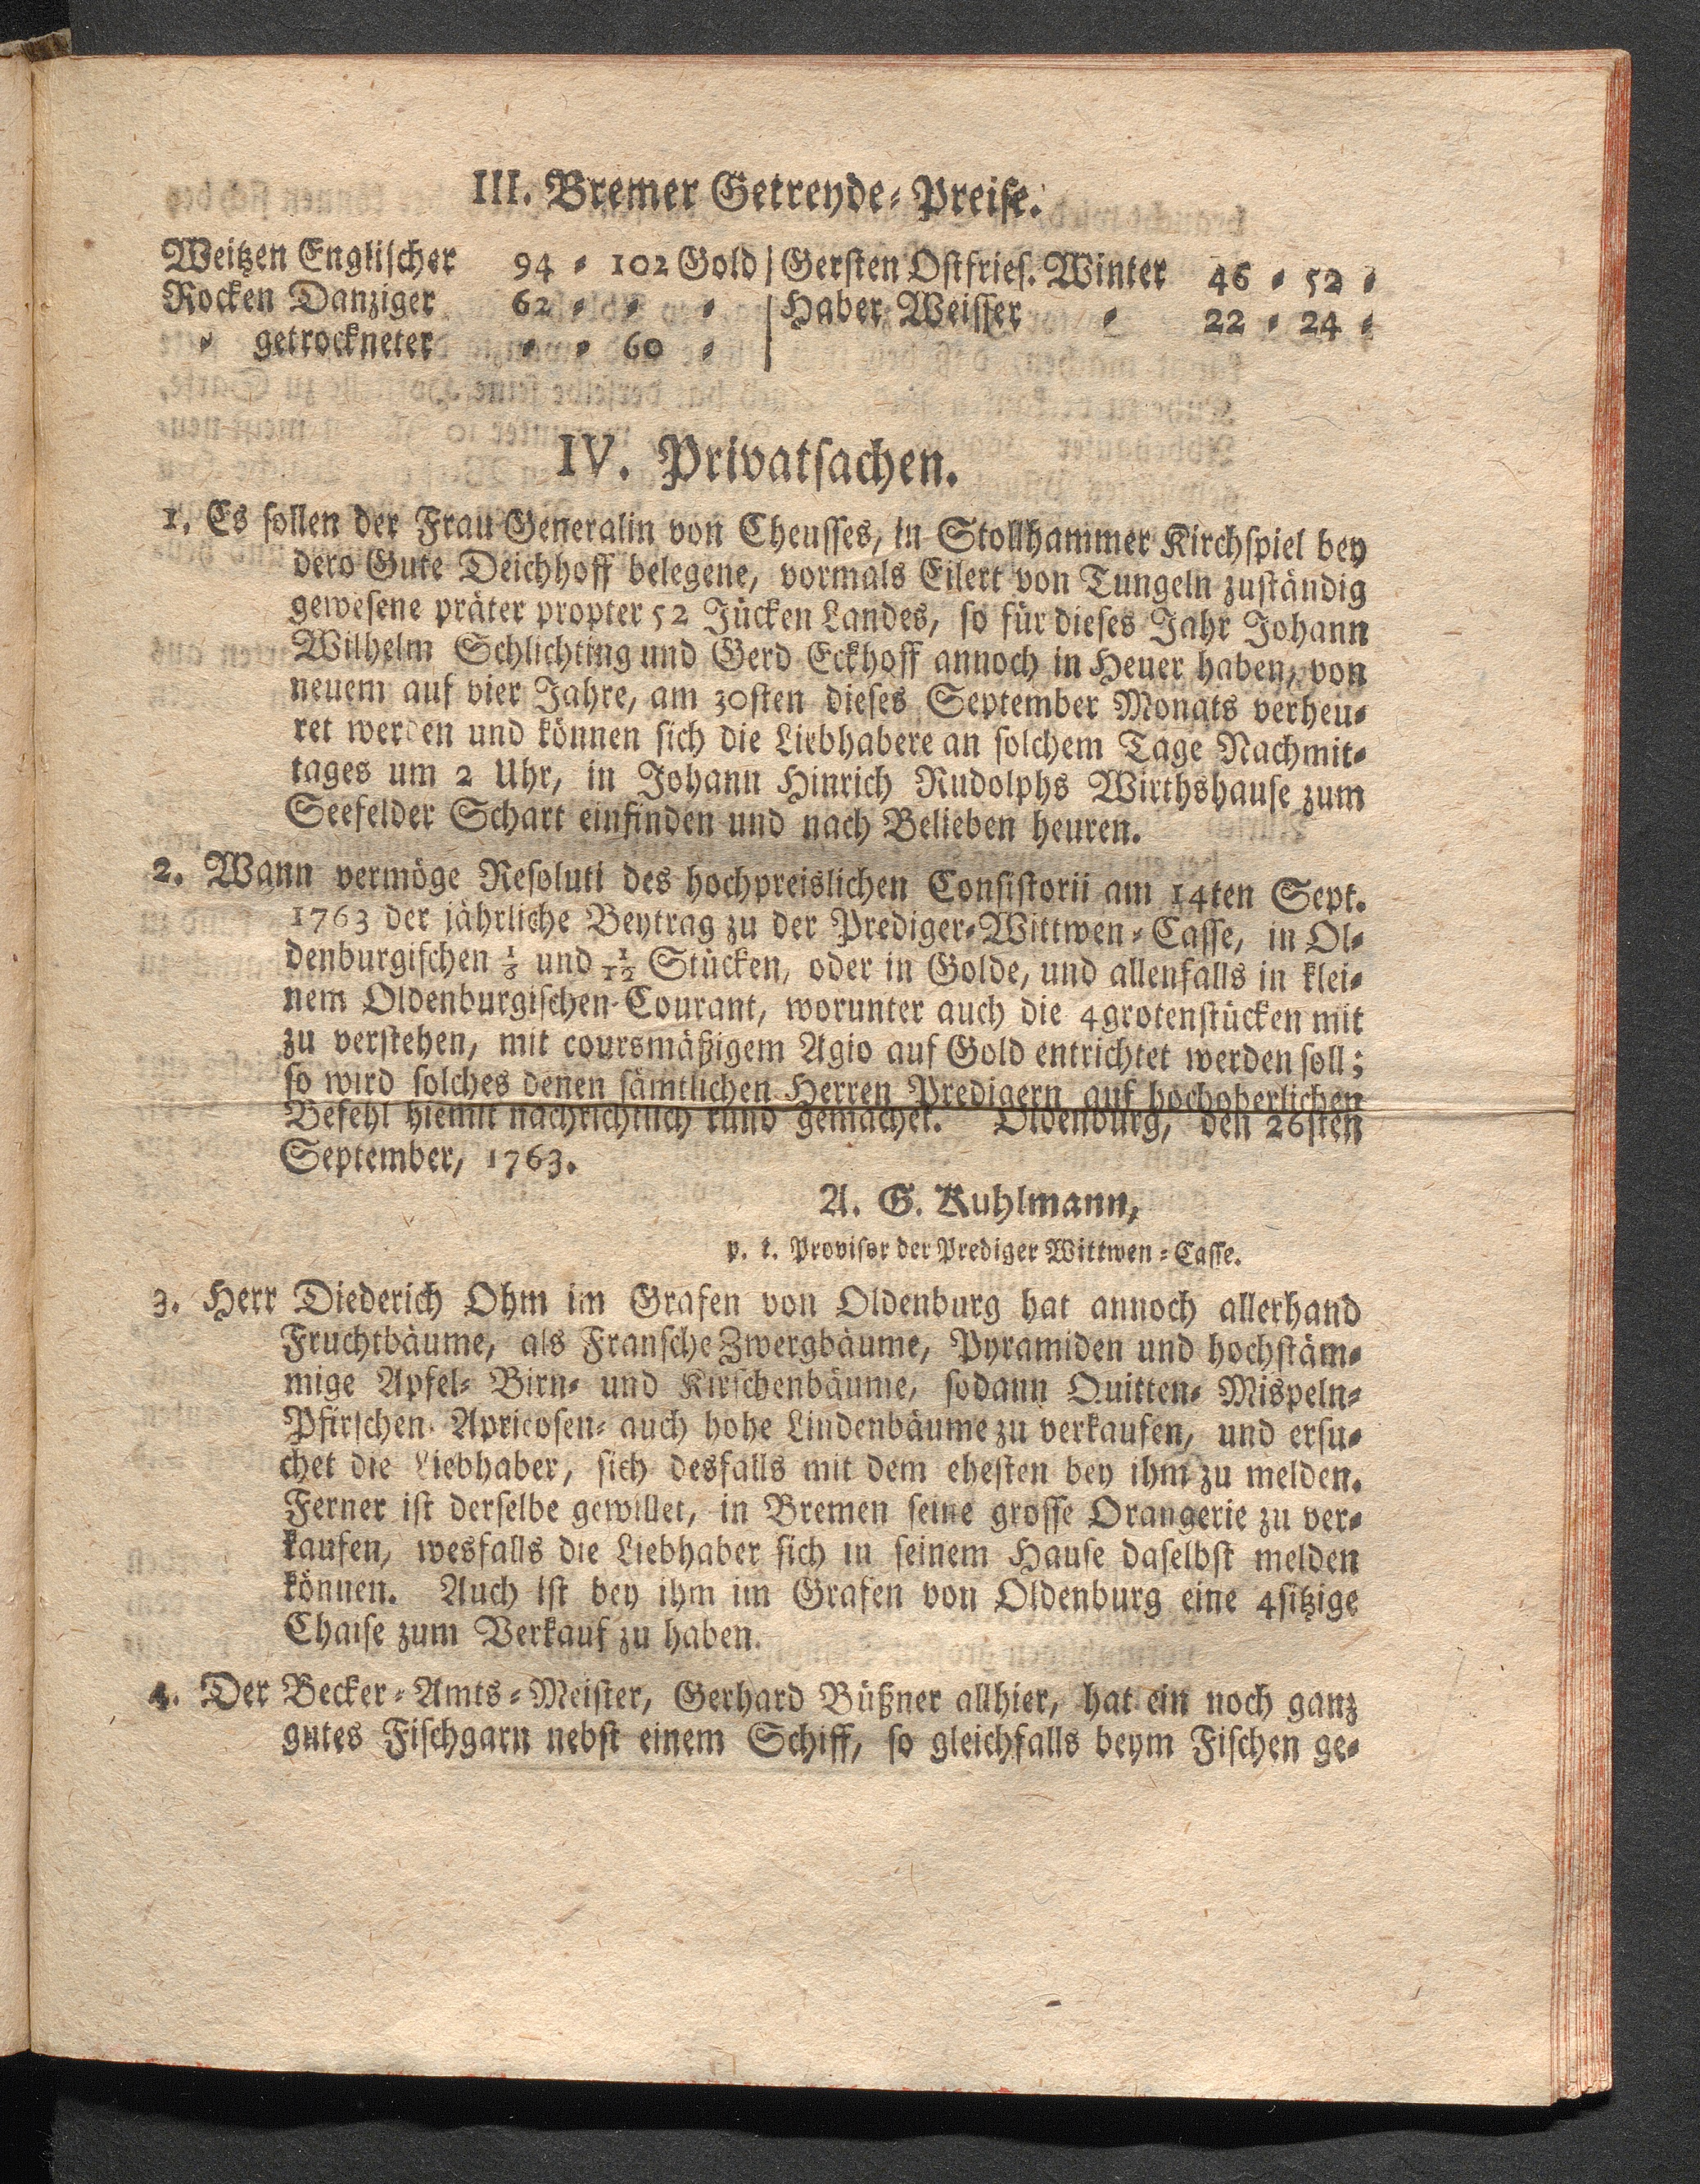 III. Bremer Getreyde⸗Preise.
Weitzen Englischer 94 ⸗ 102 Gold | Gersten Ostfries. Winter 46 ⸗ 52 ⸗
Rocken Danziger 62 ⸗ ⸗ ⸗ | Haber Weisser ⸗ 22 ⸗ 24 ⸗
⸗ getrockneter ⸗ ⸗ 60 ⸗ |
IV. Privatsachen.
1. Es sollen der Frau Generalin von Cheusses, in Stollhammer Kirchspiel bey
dero Gute Deichhoff belegene, vormals Eilert von Tungeln zuständig
gewesene präter propter 52 Jücken Landes, so für dieses Jahr Johann
Wilhelm Schlichting und Gerd Eckhoff annoch in Heuer haben, von
neuem auf vier Jahre, am 30sten dieses September Monats verheu⸗
ret werden und können sich die Liebhabere an solchem Tage Nachmit⸗
tages um 2 Uhr, in Johann Hinrich Rudolphs Wirthshause zum
Seefelder Schart einfinden und nach Belieben heuren.
2. Wann vermöge Resoluti des hochpreislichen Consistorii am 14ten Sept.
1763 der jährliche Beytrag zu der Prediger⸗Wittwen⸗Casse, in Ol⸗
denburgischen und 1/12 Stücken, oder in Golde, und allenfalls in klei⸗
nem Oldenburgischen Courant, worunter auch die 4grotenstücken mit
zu verstehen, mit coursmäßigem Agio auf Gold entrichtet werden soll;
so wird solches denen sämtlichen Herren Predigern auf hochoberlichen
Befehl hiemit nachrichtlich kund gemachet. Oldenburg, den 26sten
September, 1763.
A. G. Kuhlmann,
p. t. Provisor der Prediger Wittwen⸗Casse.
3. Herr Diederich Ohm im Grafen von Oldenburg hat annoch allerhand
Fruchtbäume, als Fransche Zwergbäume, Pyramiden und hochstäm⸗
mige Apfel⸗ Birn⸗ und Kirschenbäume, sodann Quitten⸗ Mispeln⸗
Pfirschen⸗ Apricosen⸗ auch hohe Lindenbäume zu verkaufen, und ersu⸗
chet die Liebhaber, sich desfalls mit dem ehesten bey ihm zu melden.
Ferner ist derselbe gewillet, in Bremen seine grosse Orangerie zu ver⸗
kaufen, wesfalls die Liebhaber sich in seinem Hause daselbst melden
können. Auch ist bey ihm im Grafen von Oldenburg eine 4sitzige
Chaise zum Verkauf zu haben.
4. Der Becker⸗Amts⸗Meister, Gerhard Büßner allhier, hat ein noch ganz
gutes Fischgarn nebst einem Schiff, so gleichfalls beym Fischen ge⸗